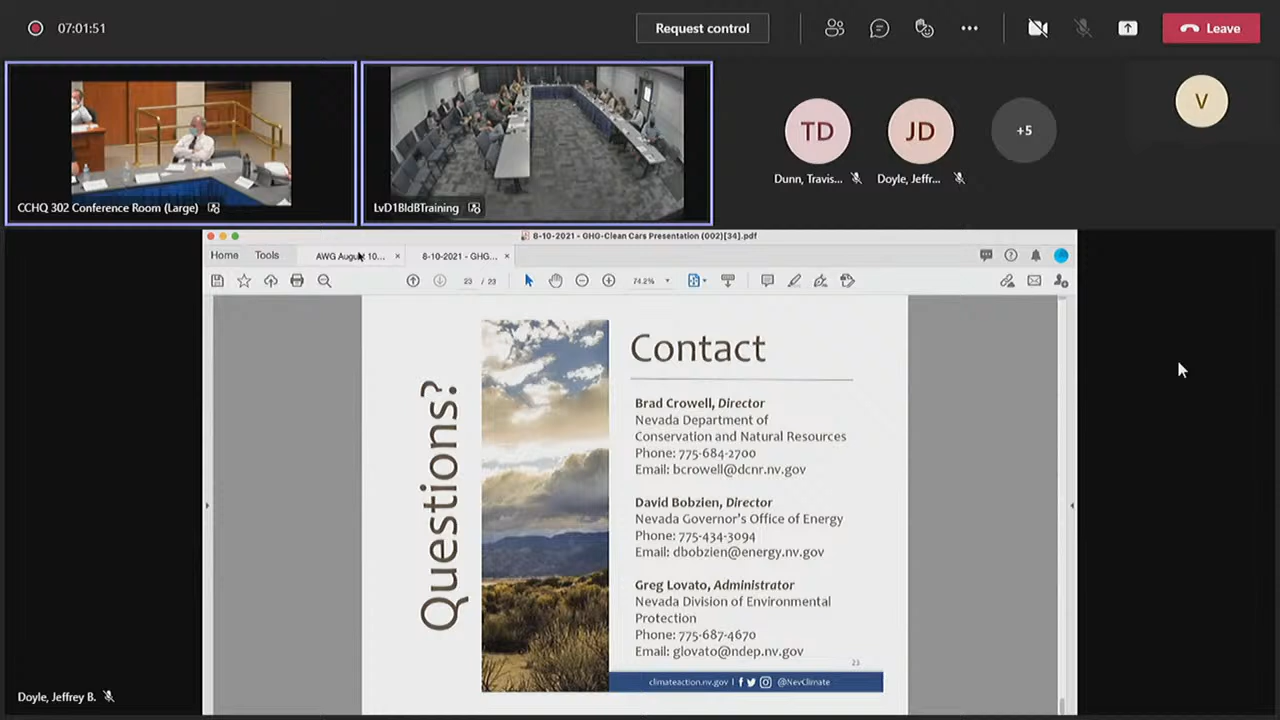 07:01:51
Request control
Leave
CCHQ 302 Conference Room (Large)
LvD1BldBTraining
TD
Dunn, Travis...
JD
Doyle, Jeffr...
+5
V
8-10-2021 - GHG-Clean Cars Presentation (002)[34].pdf
Home
Tools
AWG August 10...
8-10-2021 - GHG...
23 / 23
74.2%
Questions?
Contact
Brad Crowell, Director
Nevada Department of
Conservation and Natural Resources
Phone: 775-684-2700
Email: bcrowell@dcnr.nv.gov
David Bobzien, Director
Nevada Governor's Office of Energy
Phone: 775-434-3094
Email: dbobzien@energy.nv.gov
Greg Lovato, Administrator
Nevada Division of Environmental
Protection
Phone: 775-687-4670
Email: glovato@ndep.nv.gov
23
climateaction.nv.gov | @NevClimate
Doyle, Jeffrey B.